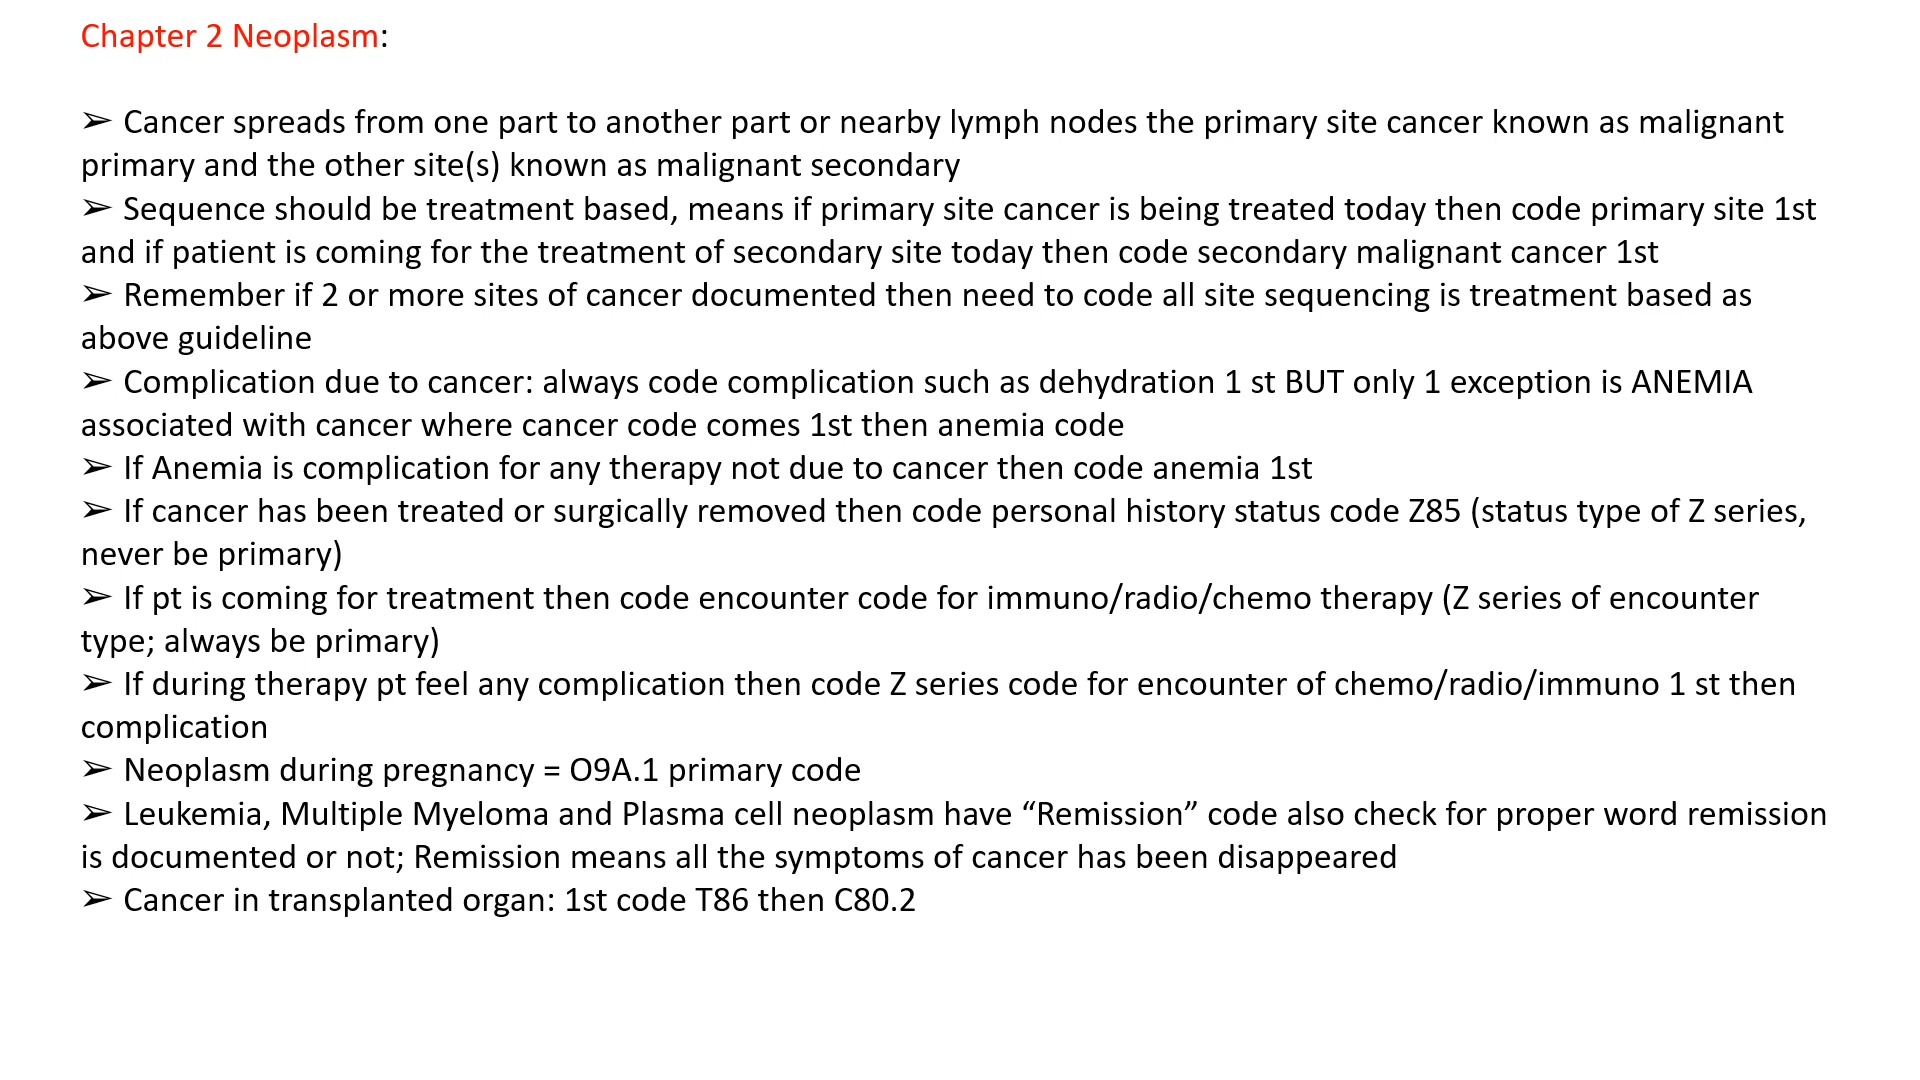 Chapter 2 Neoplasm:
➢ Cancer spreads from one part to another part or nearby lymph nodes the primary site cancer known as malignant
primary and the other site(s) known as malignant secondary
➢ Sequence should be treatment based, means if primary site cancer is being treated today then code primary site 1st
and if patient is coming for the treatment of secondary site today then code secondary malignant cancer 1st
➢ Remember if 2 or more sites of cancer documented then need to code all site sequencing is treatment based as
above guideline
➢ Complication due to cancer: always code complication such as dehydration 1 st BUT only 1 exception is ANEMIA
associated with cancer where cancer code comes 1st then anemia code
➢ If Anemia is complication for any therapy not due to cancer then code anemia 1st
➢ If cancer has been treated or surgically removed then code personal history status code Z85 (status type of Z series,
never be primary)
➢ If pt is coming for treatment then code encounter code for immuno/radio/chemo therapy (Z series of encounter
type; always be primary)
➢ If during therapy pt feel any complication then code Z series code for encounter of chemo/radio/immuno 1 st then
complication
➢ Neoplasm during pregnancy = O9A.1 primary code
➢ Leukemia, Multiple Myeloma and Plasma cell neoplasm have “Remission” code also check for proper word remission
is documented or not; Remission means all the symptoms of cancer has been disappeared
➢ Cancer in transplanted organ: 1st code T86 then C80.2